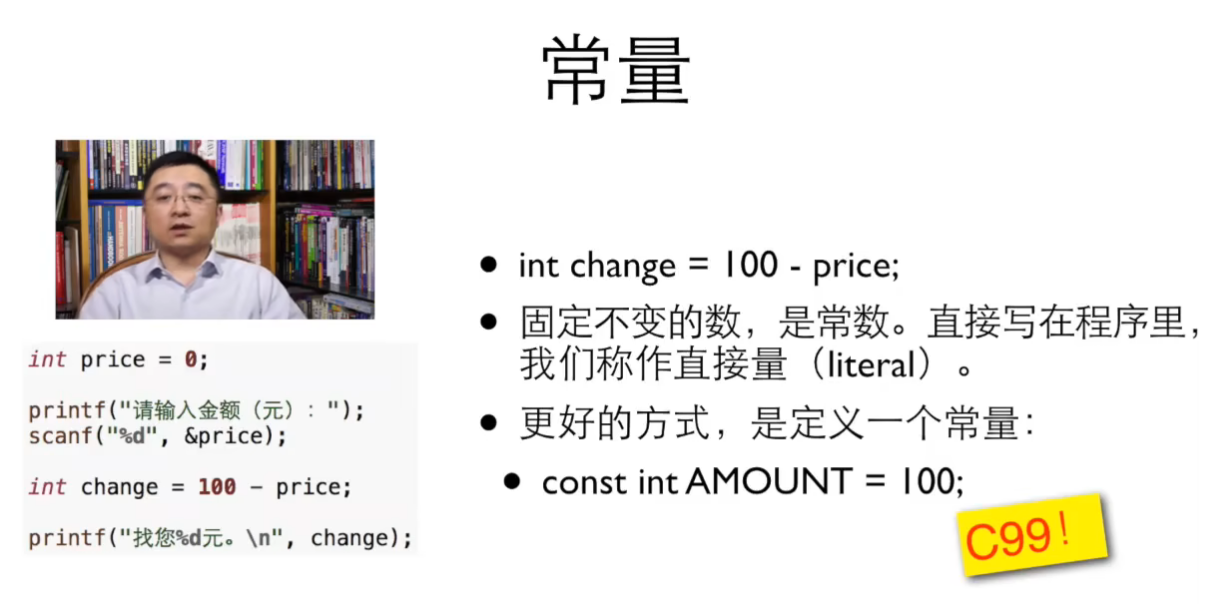 常量
int price = 0;
printf("请输入金额（元）：");
scanf("%d", &price);
int change = 100 - price;
printf("找您%d元。\n", change);
• int change = 100 - price;
• 固定不变的数，是常数。直接写在程序里，
我们称作直接量（literal）。
• 更好的方式，是定义一个常量：
• const int AMOUNT = 100;
C99！